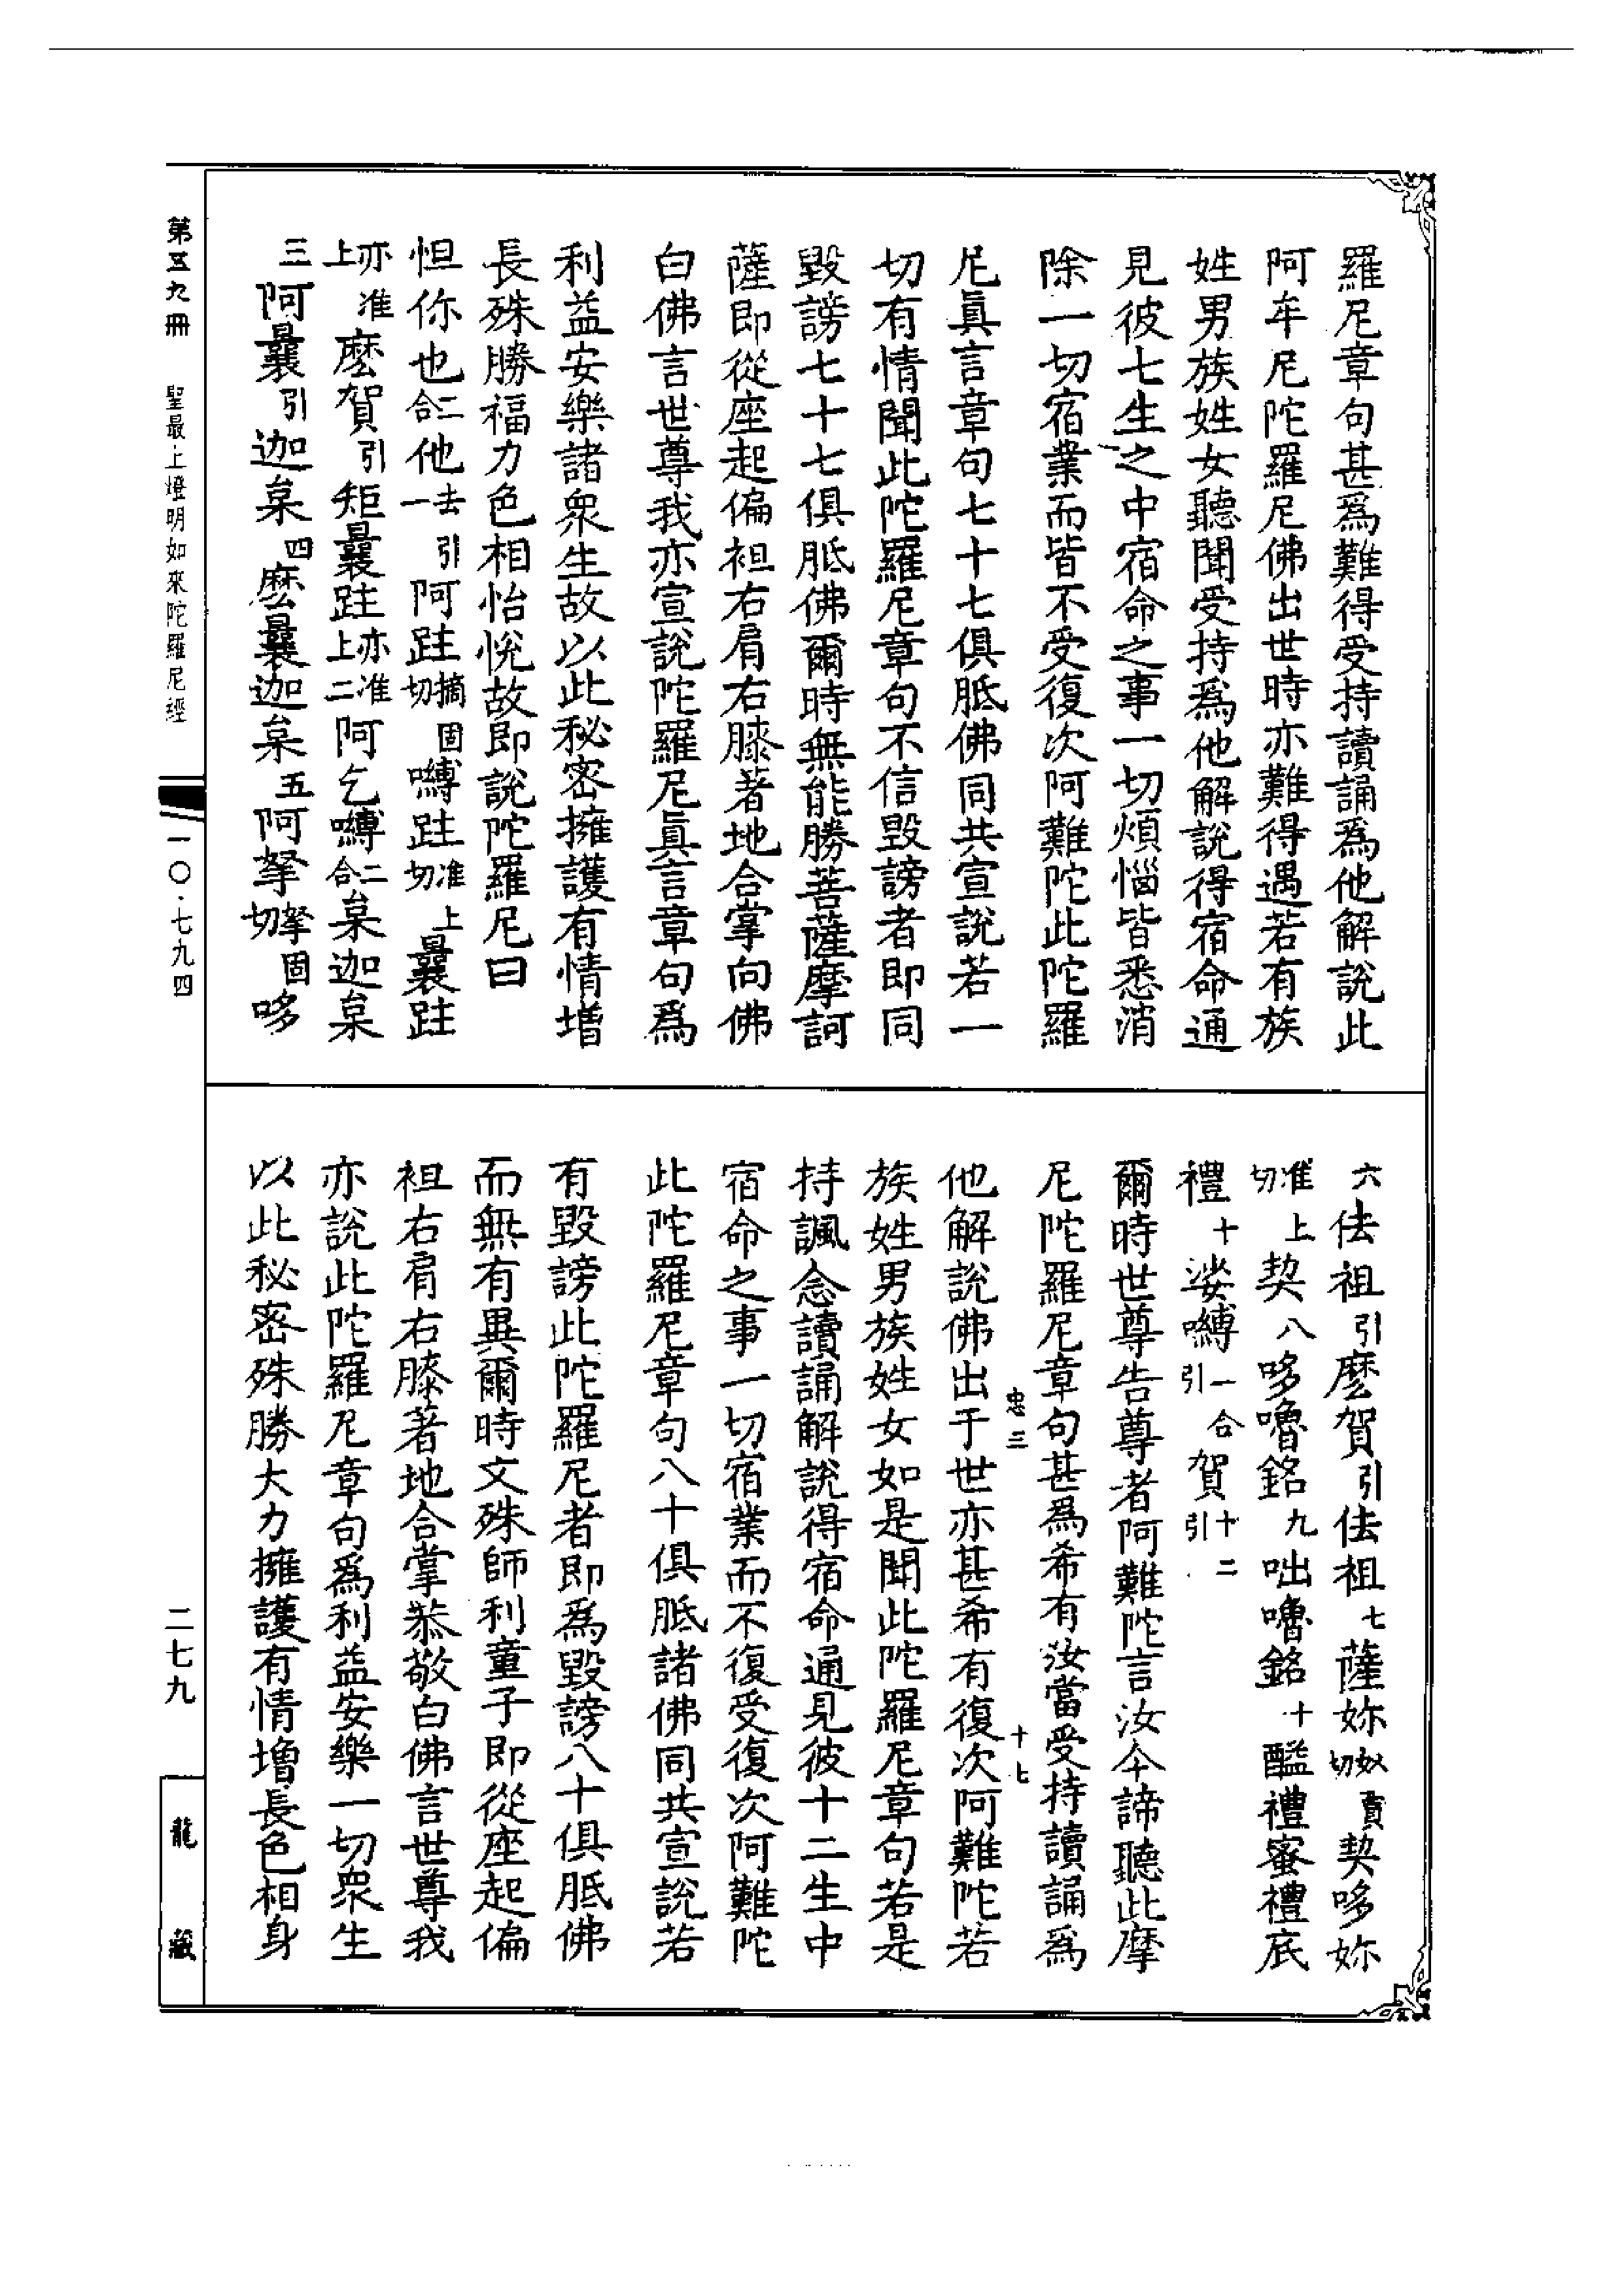 羅尼章句甚爲難得受持讀誦爲他解說此
阿牟尼陀羅尼佛出世時亦難得遇若有族
姓男族姓女聽聞受持爲他解說得宿命通
見彼七生之中宿命之事一切煩惱皆悉消
除一切宿業而皆不受復次阿難陀此陀羅
尼眞言章句七十七俱胝佛同共宣說若一
切有情聞此陀羅尼章句不信毀謗者即同
毀謗七十七俱胝佛爾時無能勝菩薩摩訶
薩即從座起偏袒右肩右膝著地合掌向佛
白佛言世尊我亦宣說陀羅尼眞言章句爲
利益安樂諸衆生故以此秘密擁護有情增
長殊勝福力色相怡悅故即說陀羅尼曰
怛你也二合他去引一阿跓摘固切嚩跓准上切曩跓
亦准上麼賀引矩曩跓亦准上二阿乞嚩二合枲迦枲
三阿曩引迦枲四麼曩迦枲五阿拏拏固切哆
六佉祖引麼賀引佉祖七薩妳奴賣切契哆妳
准上切契八哆嚕銘九咄嚕銘十醯禮蜜禮底
禮十一娑嚩二合引賀引十二
爾時世尊告尊者阿難陀言汝今諦聽此摩
尼陀羅尼章句甚爲希有汝當受持讀誦爲
忠三 十七
他解說佛出于世亦甚希有復次阿難陀若
族姓男族姓女如是聞此陀羅尼章句若是
持諷念讀誦解說得宿命通見彼十二生中
宿命之事一切宿業而不復受復次阿難陀
此陀羅尼章句八十俱胝諸佛同共宣說若
有毀謗此陀羅尼者即爲毀謗八十俱胝佛
而無有異爾時文殊師利童子即從座起偏
袒右肩右膝著地合掌恭敬白佛言世尊我
亦說此陀羅尼章句爲利益安樂一切衆生
以此秘密殊勝大力擁護有情增長色相身
第五九冊 聖最上燈明如來陀羅尼經 一〇·七九四 二七九 龍藏